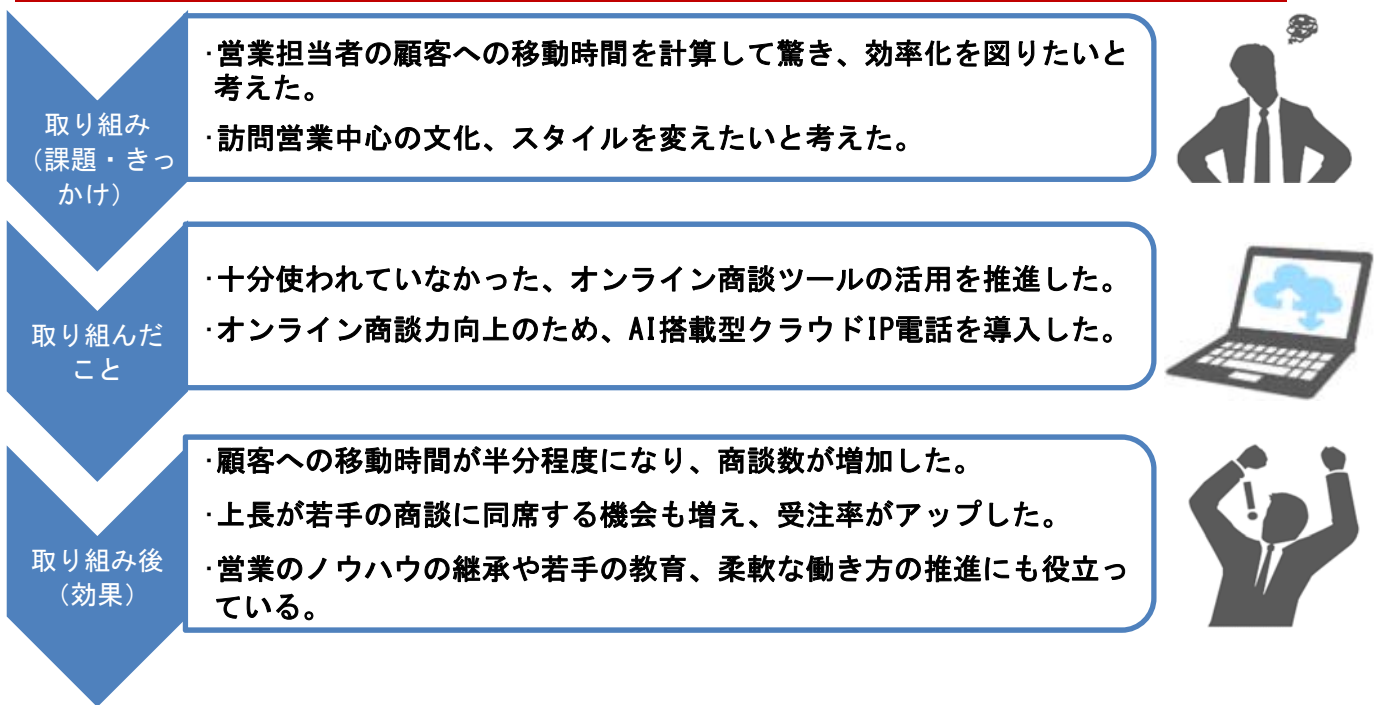 取り組み
（課題・きっ
かけ）
･営業担当者の顧客への移動時間を計算して驚き、効率化を図りたいと
考えた。
･訪問営業中心の文化、スタイルを変えたいと考えた。
取り組んだ
こと
･十分使われていなかった、オンライン商談ツールの活用を推進した。
･オンライン商談力向上のため、AI搭載型クラウドIP電話を導入した。
取り組み後
（効果）
･顧客への移動時間が半分程度になり、商談数が増加した。
･上長が若手の商談に同席する機会も増え、受注率がアップした。
･営業のノウハウの継承や若手の教育、柔軟な働き方の推進にも役立っ
ている。